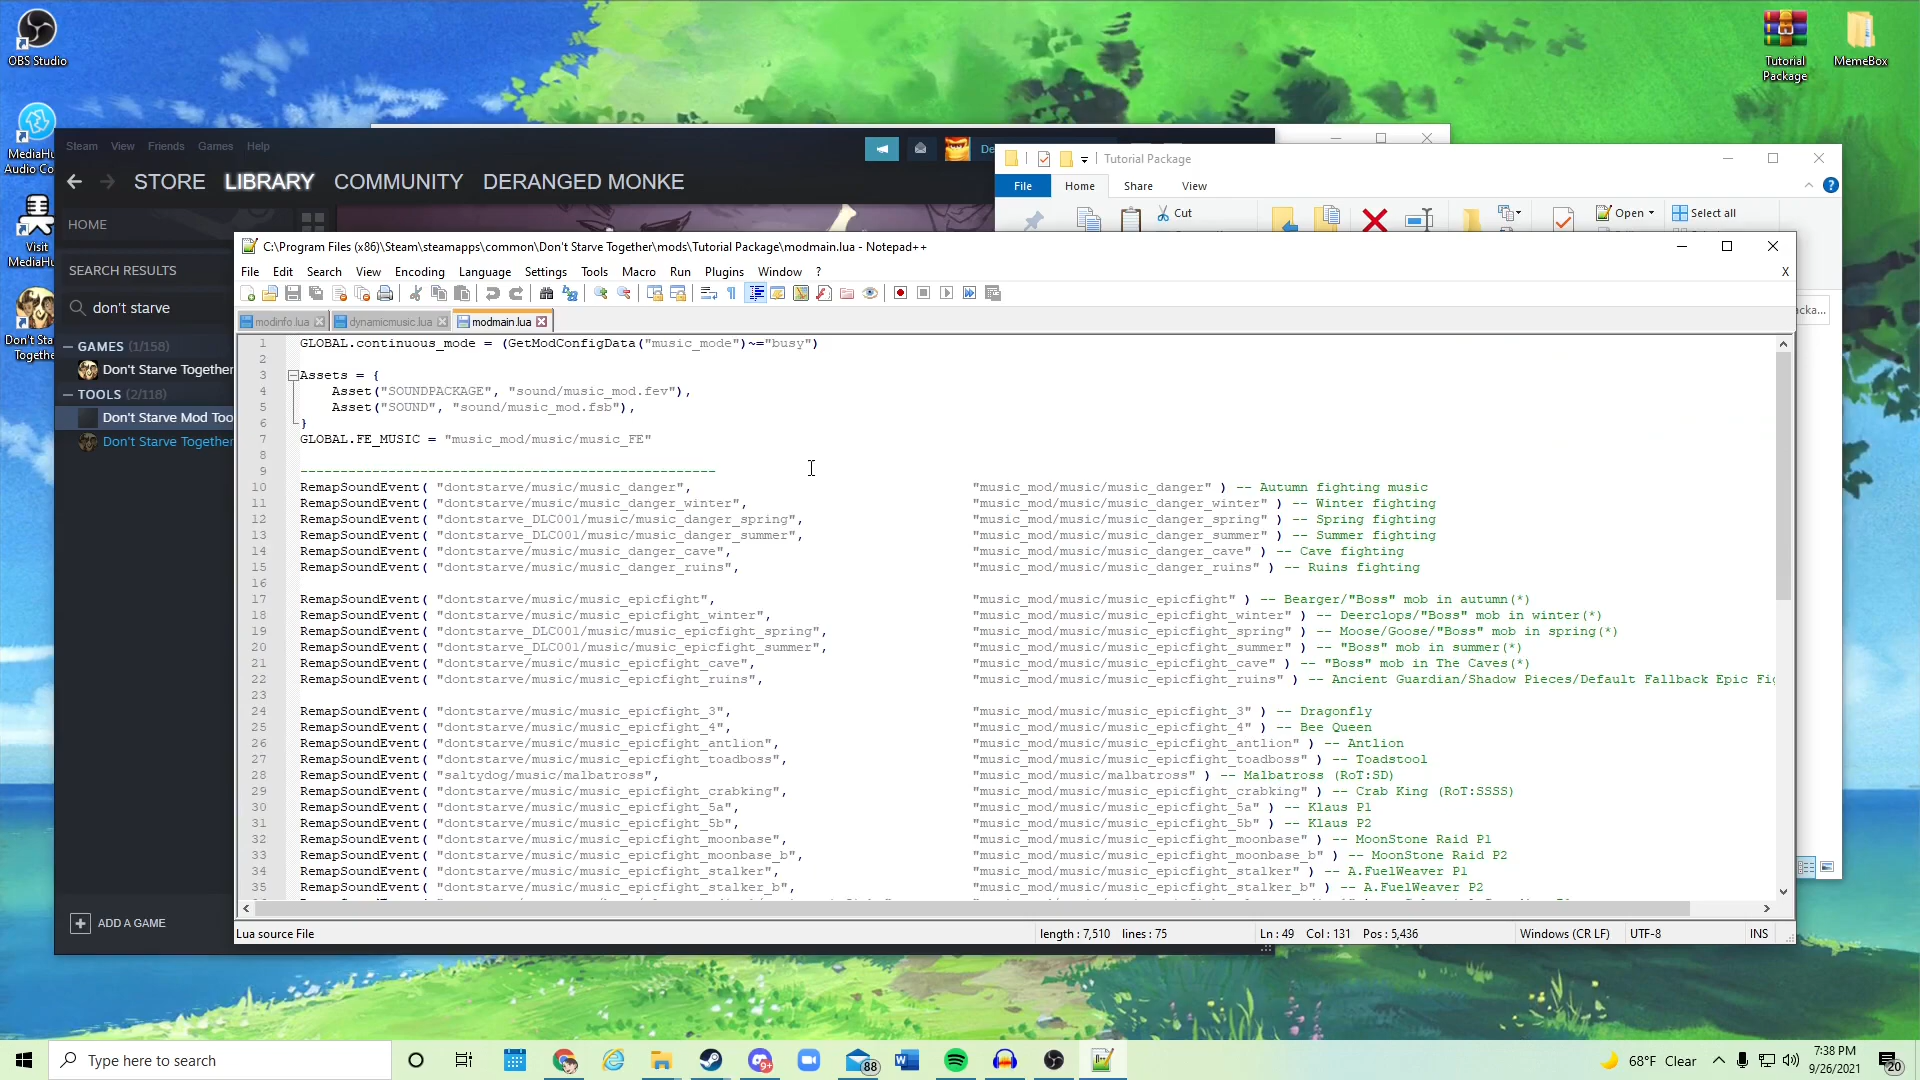 OBS Studio
Tutorial
Package
MemeBox
MediaHu
Audio Co
Visit
MediaHu
Don't Sta
Togethe
Steam View Friends Games Help
STORE LIBRARY COMMUNITY DERANGED MONKE
De
HOME
SEARCH RESULTS
don't starve
GAMES (1/158)
Don't Starve Together
TOOLS (2/118)
Don't Starve Mod Too
Don't Starve Together
ADD A GAME
Tutorial Package
File Home Share View
Cut
Open
Select all
cka...
C:\Program Files (x86)\Steam\steamapps\common\Don't Starve Together\mods\Tutorial Package\modmain.lua - Notepad++
File Edit Search View Encoding Language Settings Tools Macro Run Plugins Window ? X
modinfo.lua dynamicmusic.lua modmain.lua
1 GLOBAL.continuous_mode = (GetModConfigData("music_mode")~="busy")
2
3 Assets = {
4 Asset("SOUNDPACKAGE", "sound/music_mod.fev"),
5 Asset("SOUND", "sound/music_mod.fsb"),
6 }
7 GLOBAL.FE_MUSIC = "music_mod/music/music_FE"
8
9 ----------------------------------------------------
10 RemapSoundEvent( "dontstarve/music/music_danger", "music_mod/music/music_danger" ) -- Autumn fighting music
11 RemapSoundEvent( "dontstarve/music/music_danger_winter", "music_mod/music/music_danger_winter" ) -- Winter fighting
12 RemapSoundEvent( "dontstarve_DLC001/music/music_danger_spring", "music_mod/music/music_danger_spring" ) -- Spring fighting
13 RemapSoundEvent( "dontstarve_DLC001/music/music_danger_summer", "music_mod/music/music_danger_summer" ) -- Summer fighting
14 RemapSoundEvent( "dontstarve/music/music_danger_cave", "music_mod/music/music_danger_cave" ) -- Cave fighting
15 RemapSoundEvent( "dontstarve/music/music_danger_ruins", "music_mod/music/music_danger_ruins" ) -- Ruins fighting
16
17 RemapSoundEvent( "dontstarve/music/music_epicfight", "music_mod/music/music_epicfight" ) -- Bearger/"Boss" mob in autumn(*)
18 RemapSoundEvent( "dontstarve/music/music_epicfight_winter", "music_mod/music/music_epicfight_winter" ) -- Deerclops/"Boss" mob in winter(*)
19 RemapSoundEvent( "dontstarve_DLC001/music/music_epicfight_spring", "music_mod/music/music_epicfight_spring" ) -- Moose/Goose/"Boss" mob in spring(*)
20 RemapSoundEvent( "dontstarve_DLC001/music/music_epicfight_summer", "music_mod/music/music_epicfight_summer" ) -- "Boss" mob in summer(*)
21 RemapSoundEvent( "dontstarve/music/music_epicfight_cave", "music_mod/music/music_epicfight_cave" ) -- "Boss" mob in The Caves(*)
22 RemapSoundEvent( "dontstarve/music/music_epicfight_ruins", "music_mod/music/music_epicfight_ruins" ) -- Ancient Guardian/Shadow Pieces/Default Fallback Epic Fig
23
24 RemapSoundEvent( "dontstarve/music/music_epicfight_3", "music_mod/music/music_epicfight_3" ) -- Dragonfly
25 RemapSoundEvent( "dontstarve/music/music_epicfight_4", "music_mod/music/music_epicfight_4" ) -- Bee Queen
26 RemapSoundEvent( "dontstarve/music/music_epicfight_antlion", "music_mod/music/music_epicfight_antlion" ) -- Antlion
27 RemapSoundEvent( "dontstarve/music/music_epicfight_toadboss", "music_mod/music/music_epicfight_toadboss" ) -- Toadstool
28 RemapSoundEvent( "saltydog/music/malbatross", "music_mod/music/malbatross" ) -- Malbatross (RoT:SD)
29 RemapSoundEvent( "dontstarve/music/music_epicfight_crabking", "music_mod/music/music_epicfight_crabking" ) -- Crab King (RoT:SSSS)
30 RemapSoundEvent( "dontstarve/music/music_epicfight_5a", "music_mod/music/music_epicfight_5a" ) -- Klaus P1
31 RemapSoundEvent( "dontstarve/music/music_epicfight_5b", "music_mod/music/music_epicfight_5b" ) -- Klaus P2
32 RemapSoundEvent( "dontstarve/music/music_epicfight_moonbase", "music_mod/music/music_epicfight_moonbase" ) -- MoonStone Raid P1
33 RemapSoundEvent( "dontstarve/music/music_epicfight_moonbase_b", "music_mod/music/music_epicfight_moonbase_b" ) -- MoonStone Raid P2
34 RemapSoundEvent( "dontstarve/music/music_epicfight_stalker", "music_mod/music/music_epicfight_stalker" ) -- A.FuelWeaver P1
35 RemapSoundEvent( "dontstarve/music/music_epicfight_stalker_b", "music_mod/music/music_epicfight_stalker_b" ) -- A.FuelWeaver P2
Lua source File length : 7,510 lines : 75 Ln : 49 Col : 131 Pos : 5,436 Windows (CR LF) UTF-8 INS
Type here to search
9+
88
68°F Clear
7:38 PM
9/26/2021
20